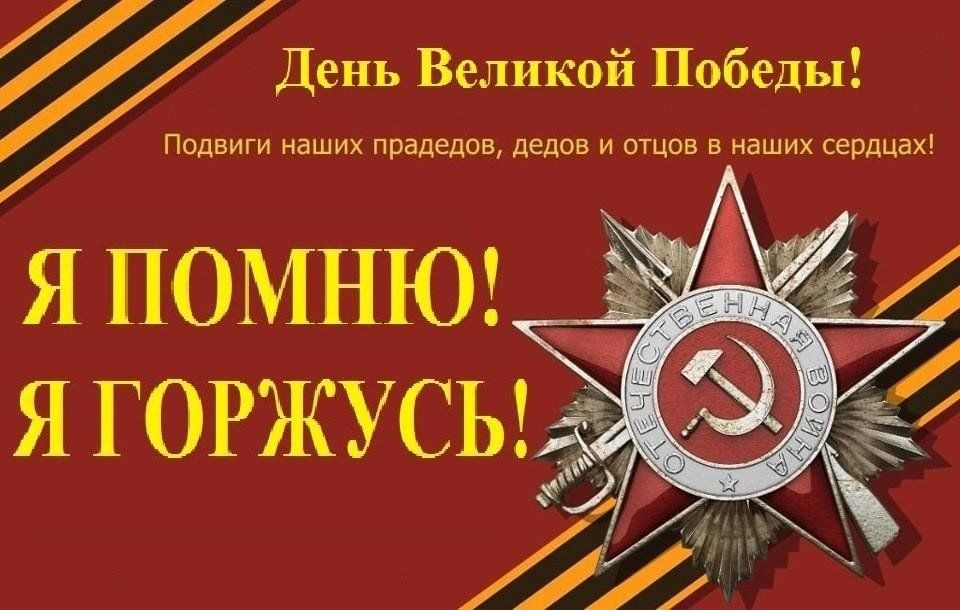 День Великой Победы!
Подвиги наших прадедов, дедов и отцов в наших сердцах!
Я ПОМНЮ!
Я ГОРЖУСЬ!
ОТЕЧЕСТВЕННАЯ ВОЙНА